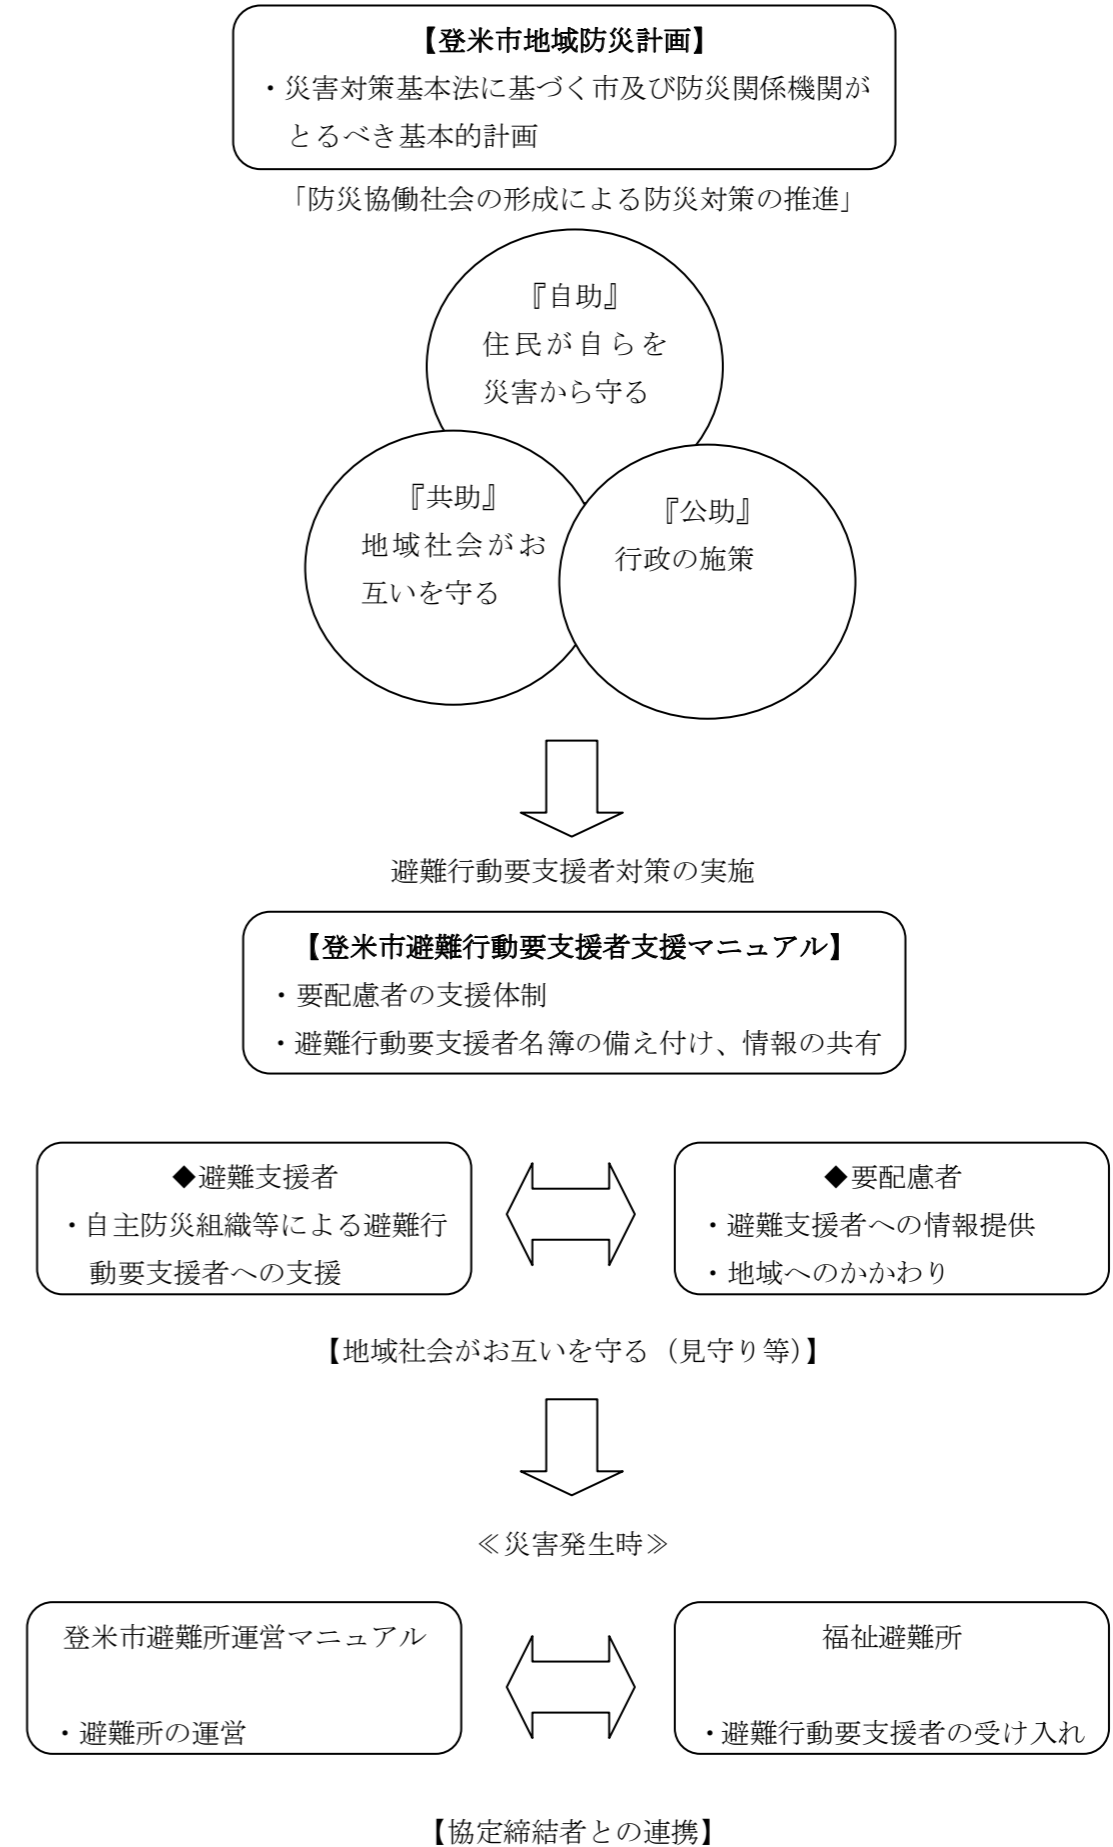 【登米市地域防災計画】
・災害対策基本法に基づく市及び防災関係機関が
とるべき基本的計画
「防災協働社会の形成による防災対策の推進」
『自助』
住民が自らを
災害から守る
『共助』
地域社会がお
互いを守る
『公助』
行政の施策
避難行動要支援者対策の実施
【登米市避難行動要支援者支援マニュアル】
・要配慮者の支援体制
・避難行動要支援者名簿の備え付け、情報の共有
◆避難支援者
・自主防災組織等による避難行
動要支援者への支援
◆要配慮者
・避難支援者への情報提供
・地域へのかかわり
【地域社会がお互いを守る（見守り等）】
≪災害発生時≫
登米市避難所運営マニュアル
・避難所の運営
福祉避難所
・避難行動要支援者の受け入れ
【協定締結者との連携】